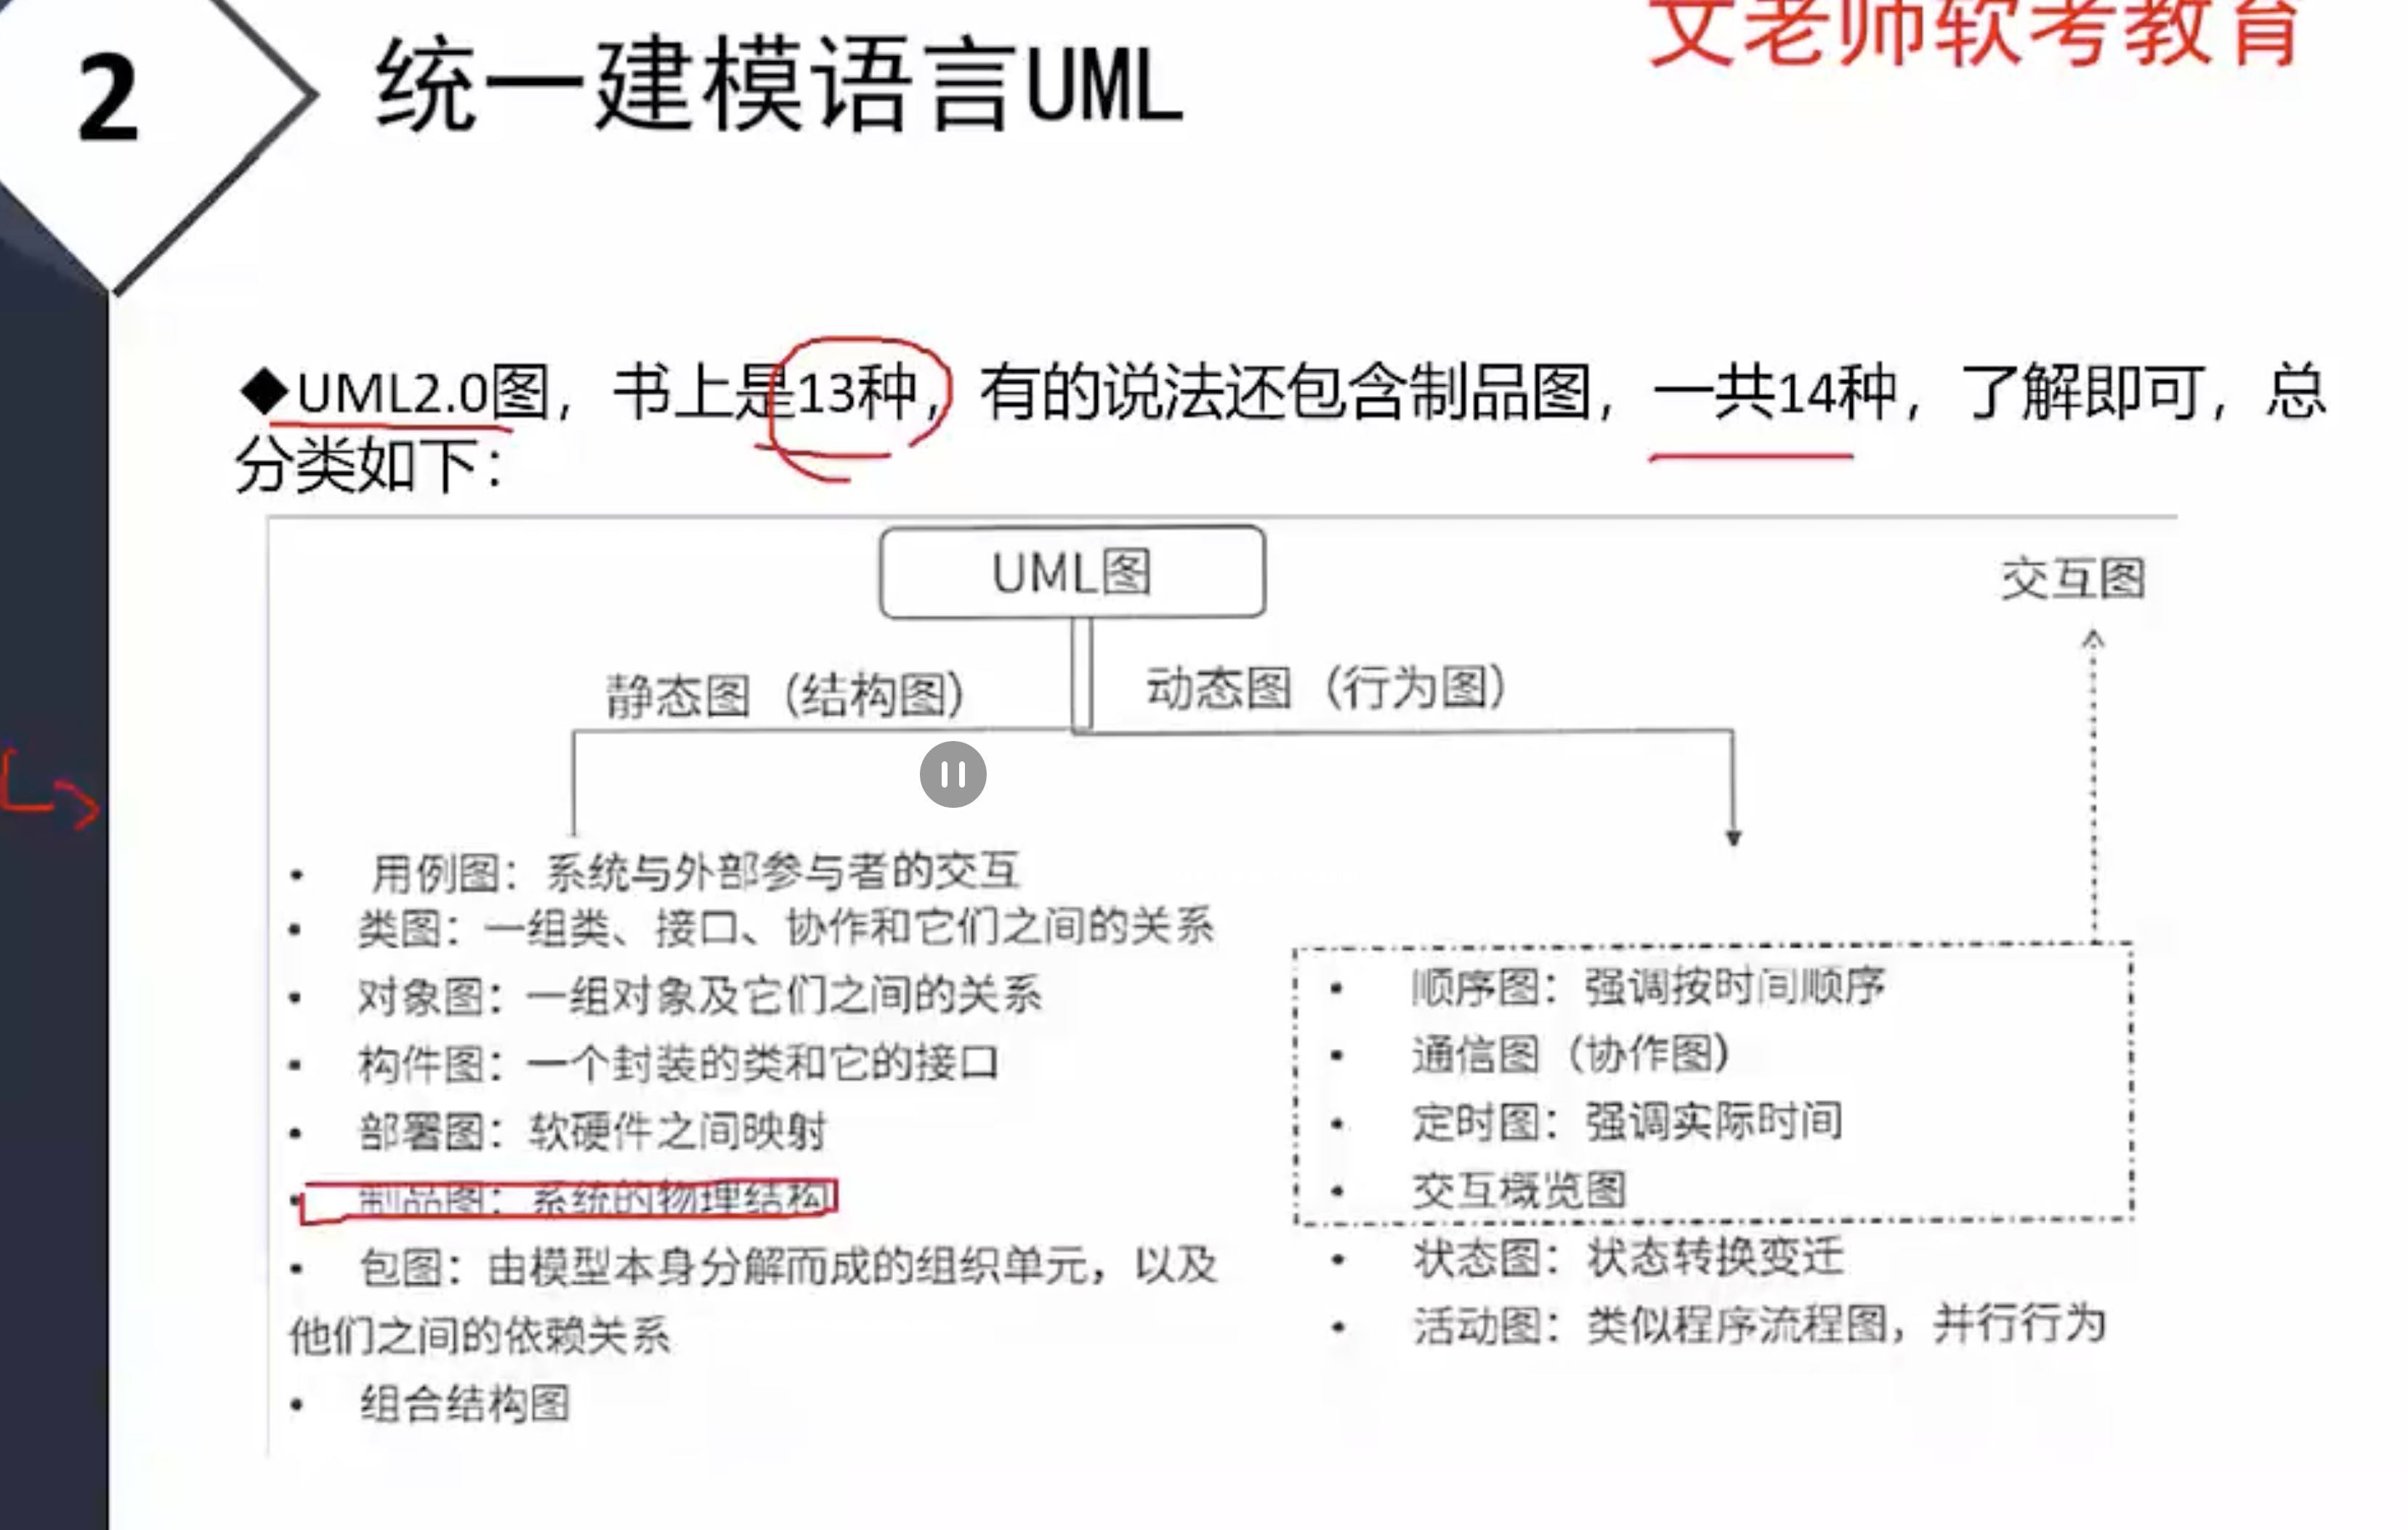 文老师软考教育
2
统一建模语言UML
◆UML2.0图，书上是13种，有的说法还包含制品图，一共14种，了解即可，总
分类如下：
UML图
交互图
静态图（结构图）
动态图（行为图）
• 用例图：系统与外部参与者的交互
• 类图：一组类、接口、协作和它们之间的关系
• 对象图：一组对象及它们之间的关系
• 构件图：一个封装的类和它的接口
• 部署图：软硬件之间映射
• 制品图：系统的物理结构
• 包图：由模型本身分解而成的组织单元，以及
他们之间的依赖关系
• 组合结构图
• 顺序图：强调按时间顺序
• 通信图（协作图）
• 定时图：强调实际时间
• 交互概览图
• 状态图：状态转换变迁
• 活动图：类似程序流程图，并行行为